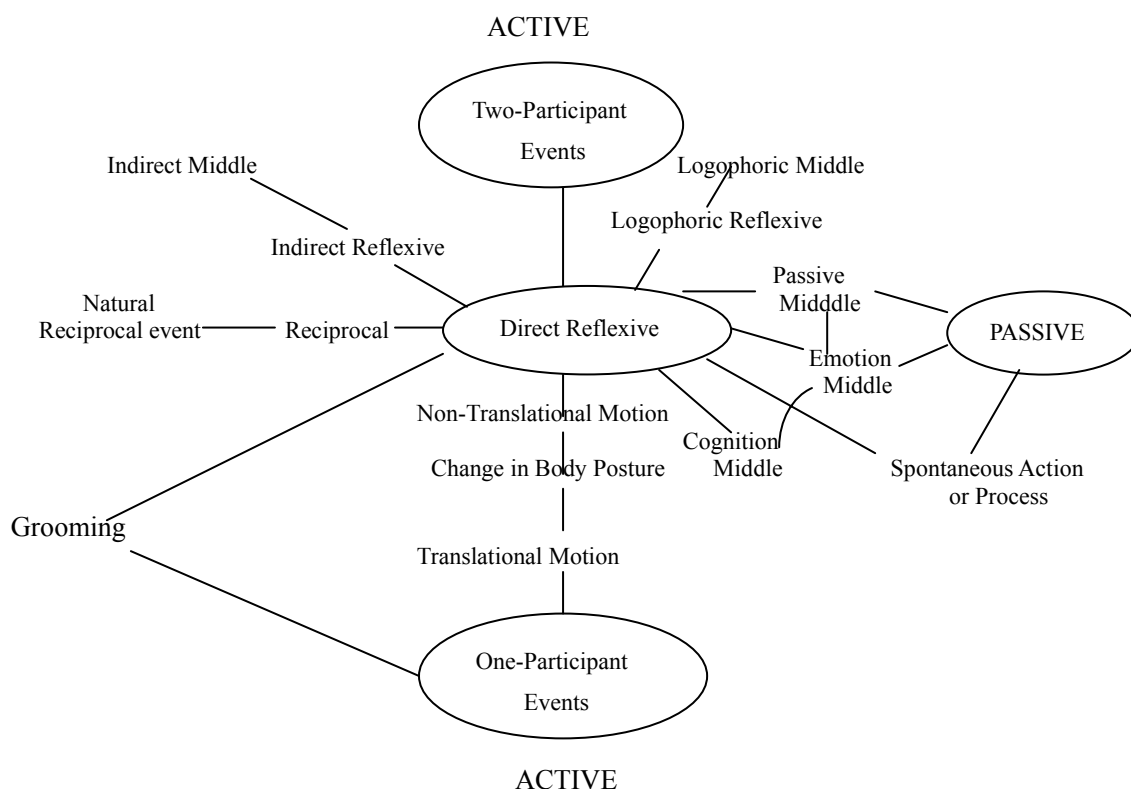 ACTIVE
Two-Participant
Events
Indirect Middle
Logophoric Middle
Logophoric Reflexive
Indirect Reflexive
Passive
Midddle
Natural
Reciprocal event
Reciprocal
Direct Reflexive
PASSIVE
Emotion
Middle
Non-Translational Motion
Cognition
Middle
Change in Body Posture
Spontaneous Action
or Process
Grooming
Translational Motion
One-Participant
Events
ACTIVE